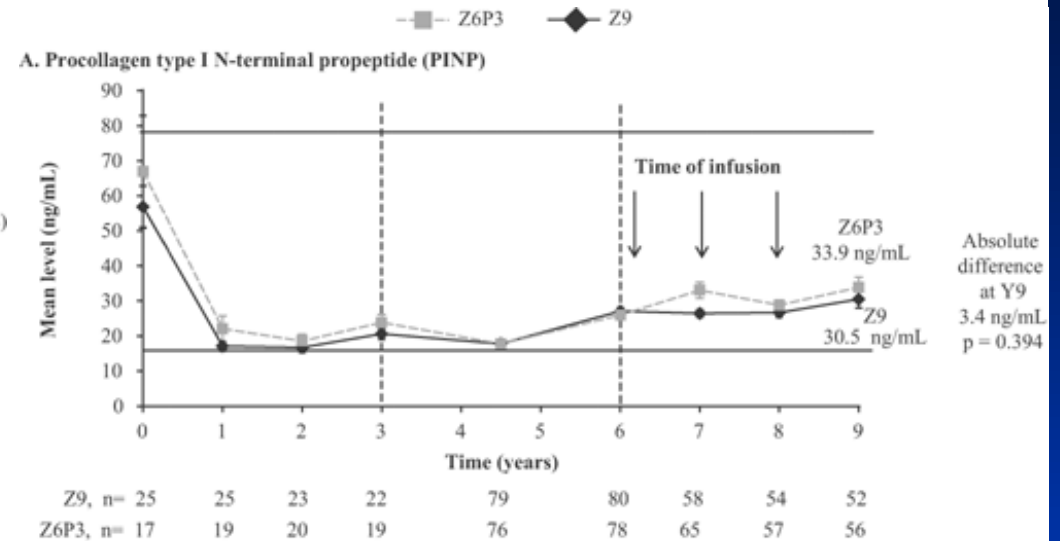 Z6P3 Z9
A. Procollagen type I N-terminal propeptide (PINP)
90
80
70
60
50
40
30
20
10
0
Mean level (ng/mL)
)
Time of infusion
Z6P3
33.9 ng/mL
Z9
30.5 ng/mL
Absolute
difference
at Y9
3.4 ng/mL
p = 0.394
0 1 2 3 4 5 6 7 8 9
Time (years)
Z9, n= 25 25 23 22 79 80 58 54 52
Z6P3, n= 17 19 20 19 76 78 65 57 56